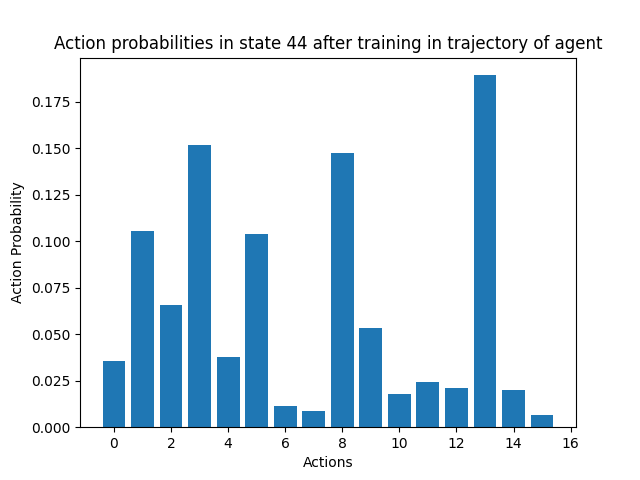 Action probabilities in state 44 after training in trajectory of agent
0.175
0.150
0.125
0.100
0.075
0.050
0.025
0.000
Action Probability
0 2 4 6 8 10 12 14 16
Actions